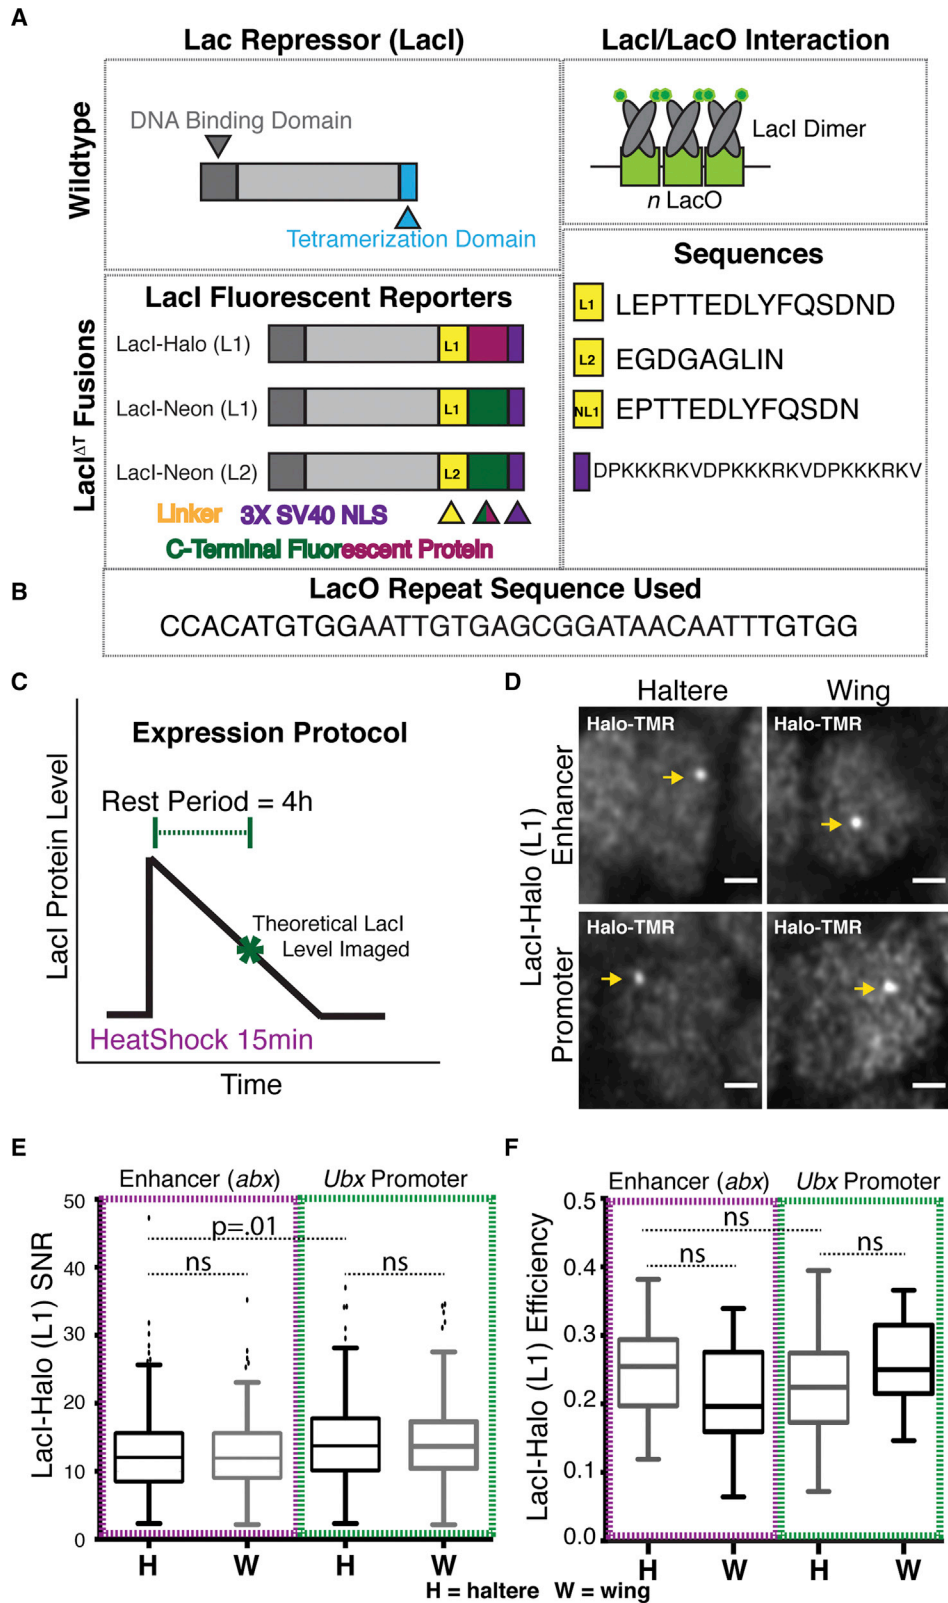 A
Lac Repressor (LacI)
LacI/LacO Interaction
Wildtype
DNA Binding Domain
Tetramerization Domain
LacI Dimer
n LacO
LacI^ΔT Fusions
LacI Fluorescent Reporters
LacI-Halo (L1)
L1
LacI-Neon (L1)
L1
LacI-Neon (L2)
L2
Linker 3X SV40 NLS
C-Terminal Fluorescent Protein
Sequences
L1 LEPTTEDLYFQSDND
L2 EGDGAGLIN
NL1 EPTTEDLYFQSDN
DPKKKRKVDPKKKRKVDPKKKRKV
B
LacO Repeat Sequence Used
CCACATGTGGAATTGTGAGCGGATAACAATTTGTGG
C
Expression Protocol
LacI Protein Level
Rest Period = 4h
Theoretical LacI
Level Imaged
HeatShock 15min
Time
D
Haltere Wing
LacI-Halo (L1)
Enhancer
Halo-TMR
Halo-TMR
Promoter
Halo-TMR
Halo-TMR
E
Enhancer (abx) Ubx Promoter
LacI-Halo (L1) SNR
50
40
30
20
10
0
p=.01
ns
ns
H W H W
F
Enhancer (abx) Ubx Promoter
LacI-Halo (L1) Efficiency
0.5
0.4
0.3
0.2
0.1
0.0
ns
ns
ns
H W H W
H = haltere W = wing